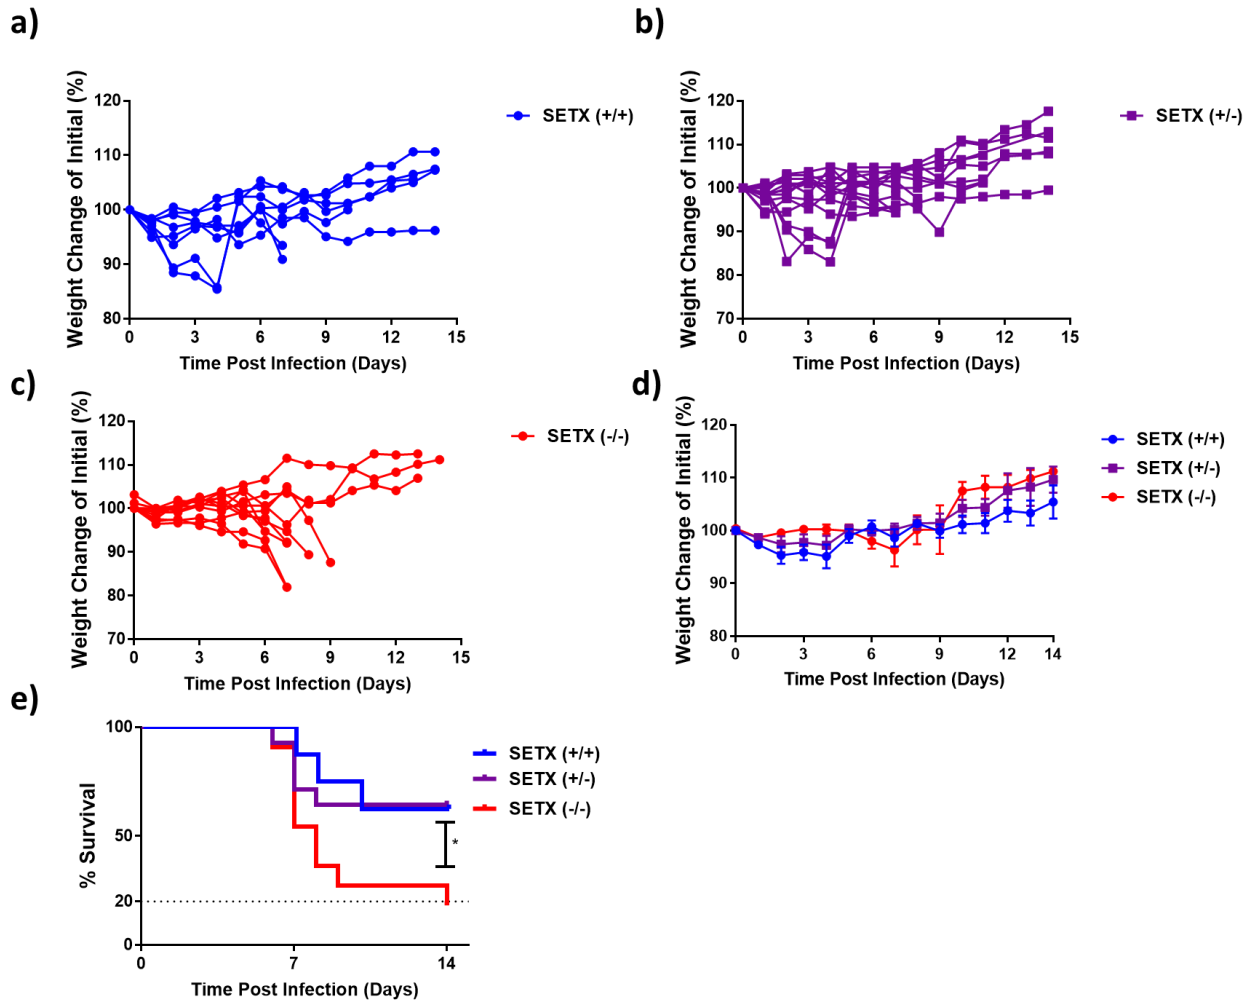 a)
Weight Change of Initial (%)
120
110
100
90
80
0
3
6
9
12
15
Time Post Infection (Days)
SETX (+/+)
b)
Weight Change of Initial (%)
120
110
100
90
80
70
0
3
6
9
12
15
Time Post Infection (Days)
SETX (+/-)
c)
Weight Change of Initial (%)
120
110
100
90
80
70
0
3
6
9
12
15
Time Post Infection (Days)
SETX (-/-)
d)
Weight Change of Initial (%)
120
110
100
90
80
0
3
6
9
12
14
Time Post Infection (Days)
SETX (+/+)
SETX (+/-)
SETX (-/-)
e)
% Survival
100
50
20
0
0
7
14
Time Post Infection (Days)
SETX (+/+)
SETX (+/-)
SETX (-/-)
*